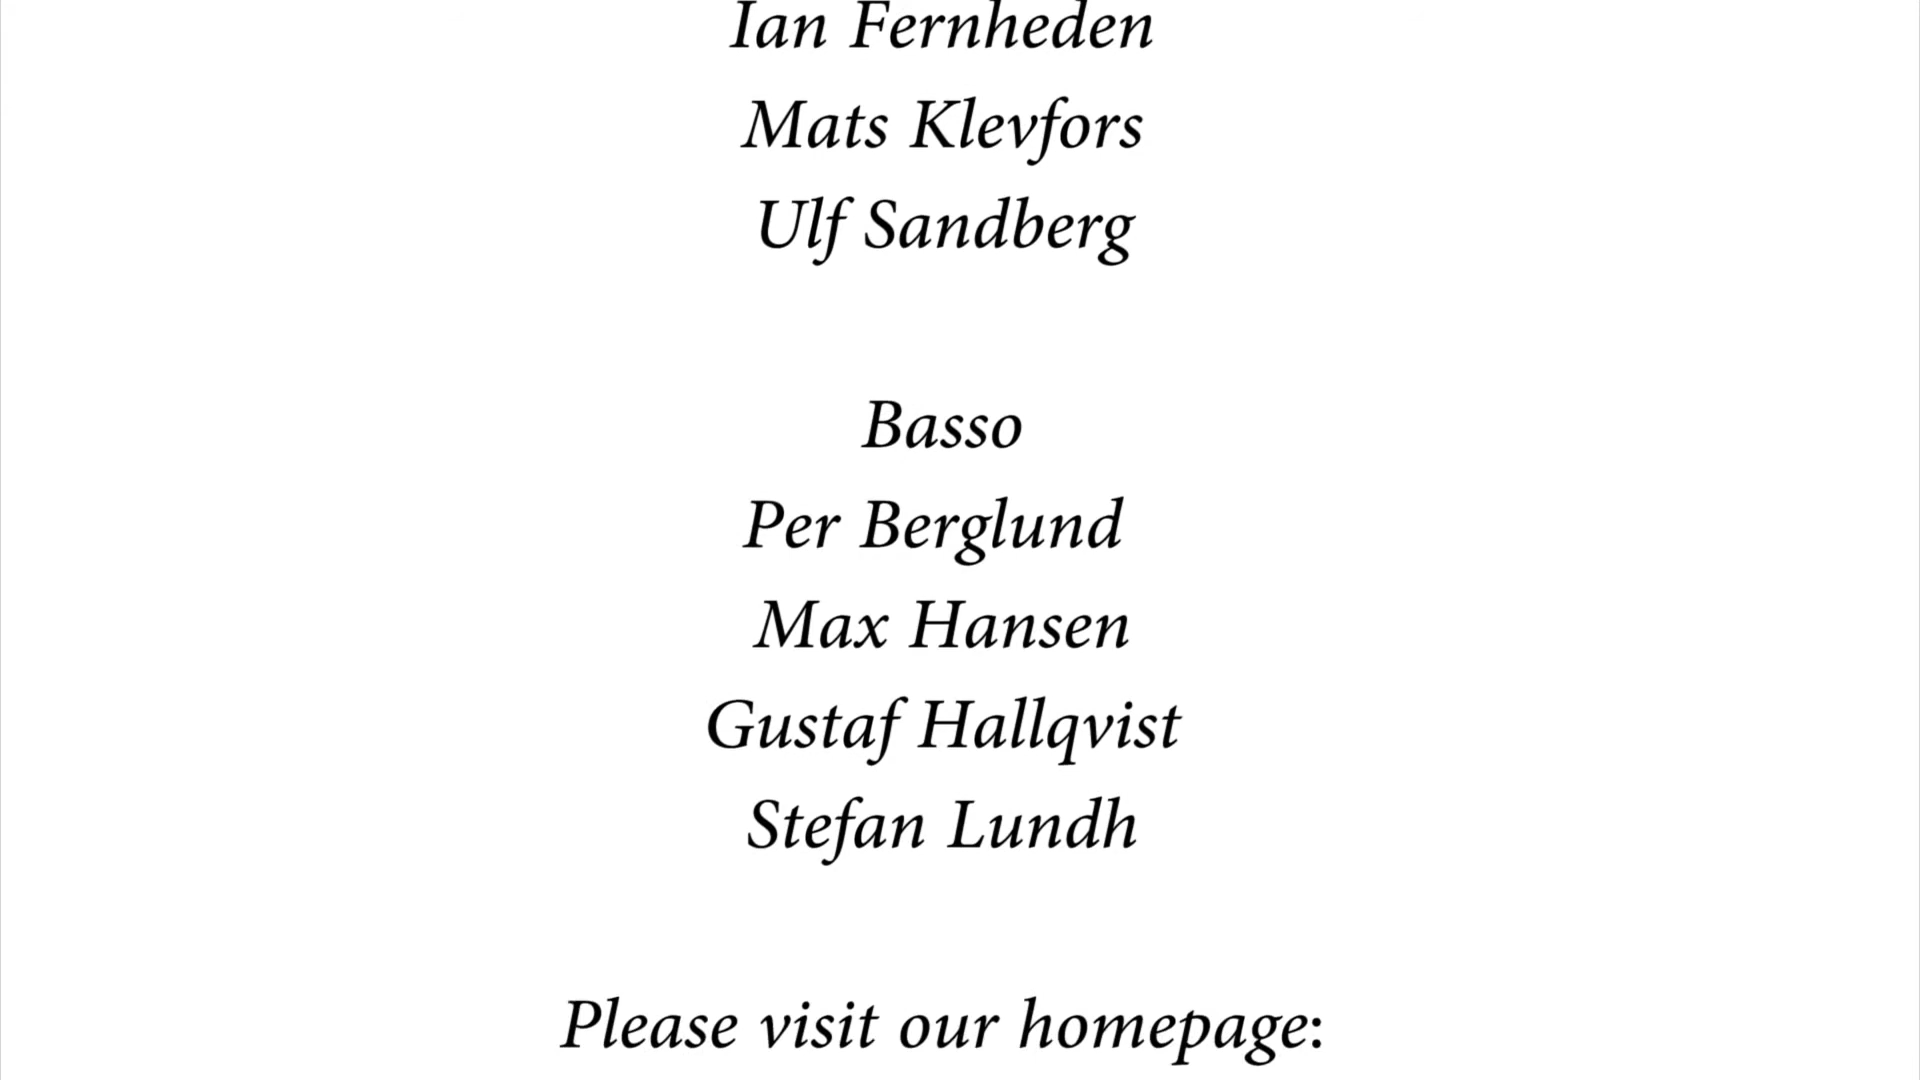 Ian Fernheden
Mats Klevfors
Ulf Sandberg
Basso
Per Berglund
Max Hansen
Gustaf Hallqvist
Stefan Lundh
Please visit our homepage: